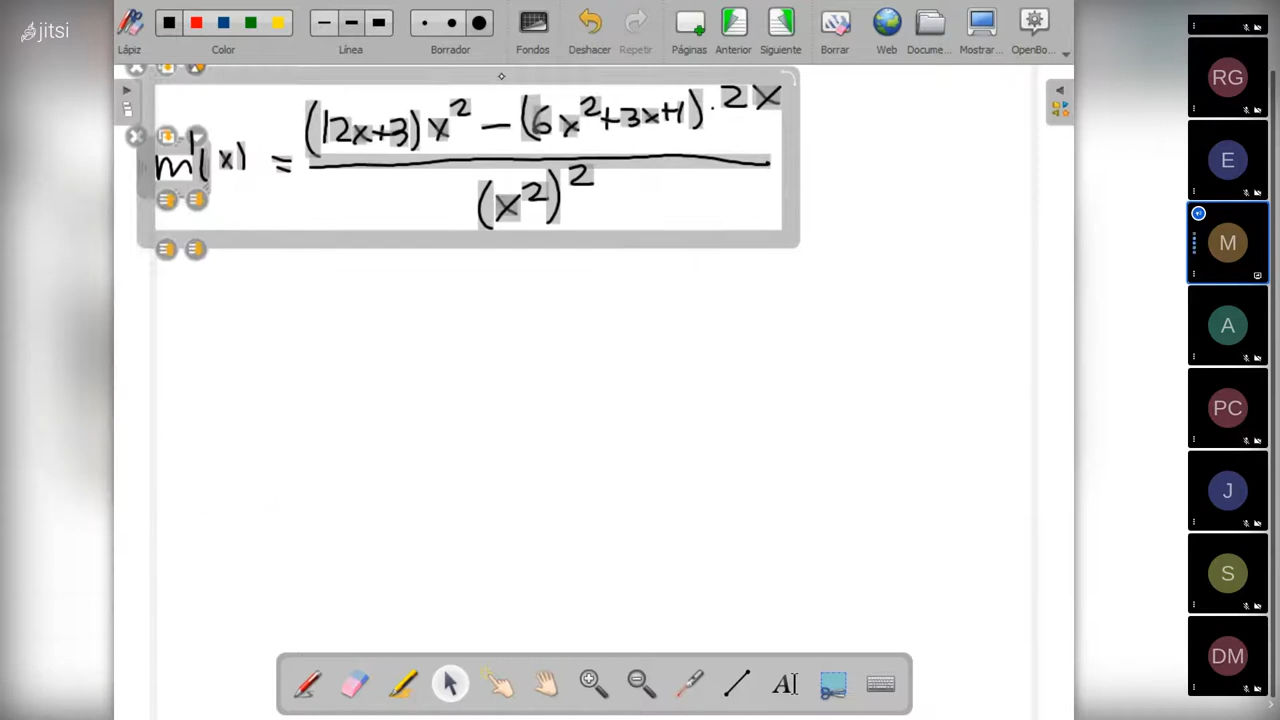 jitsi
Lápiz Color Línea Borrador Fondos Deshacer Repetir Páginas Anterior Siguiente Borrar Web Docume... Mostrar... OpenBo...
m'(x) = ((12x+3)x² − (6x²+3x+1)·2x) / (x²)²
RG
E
M
A
PC
J
S
DM
AI